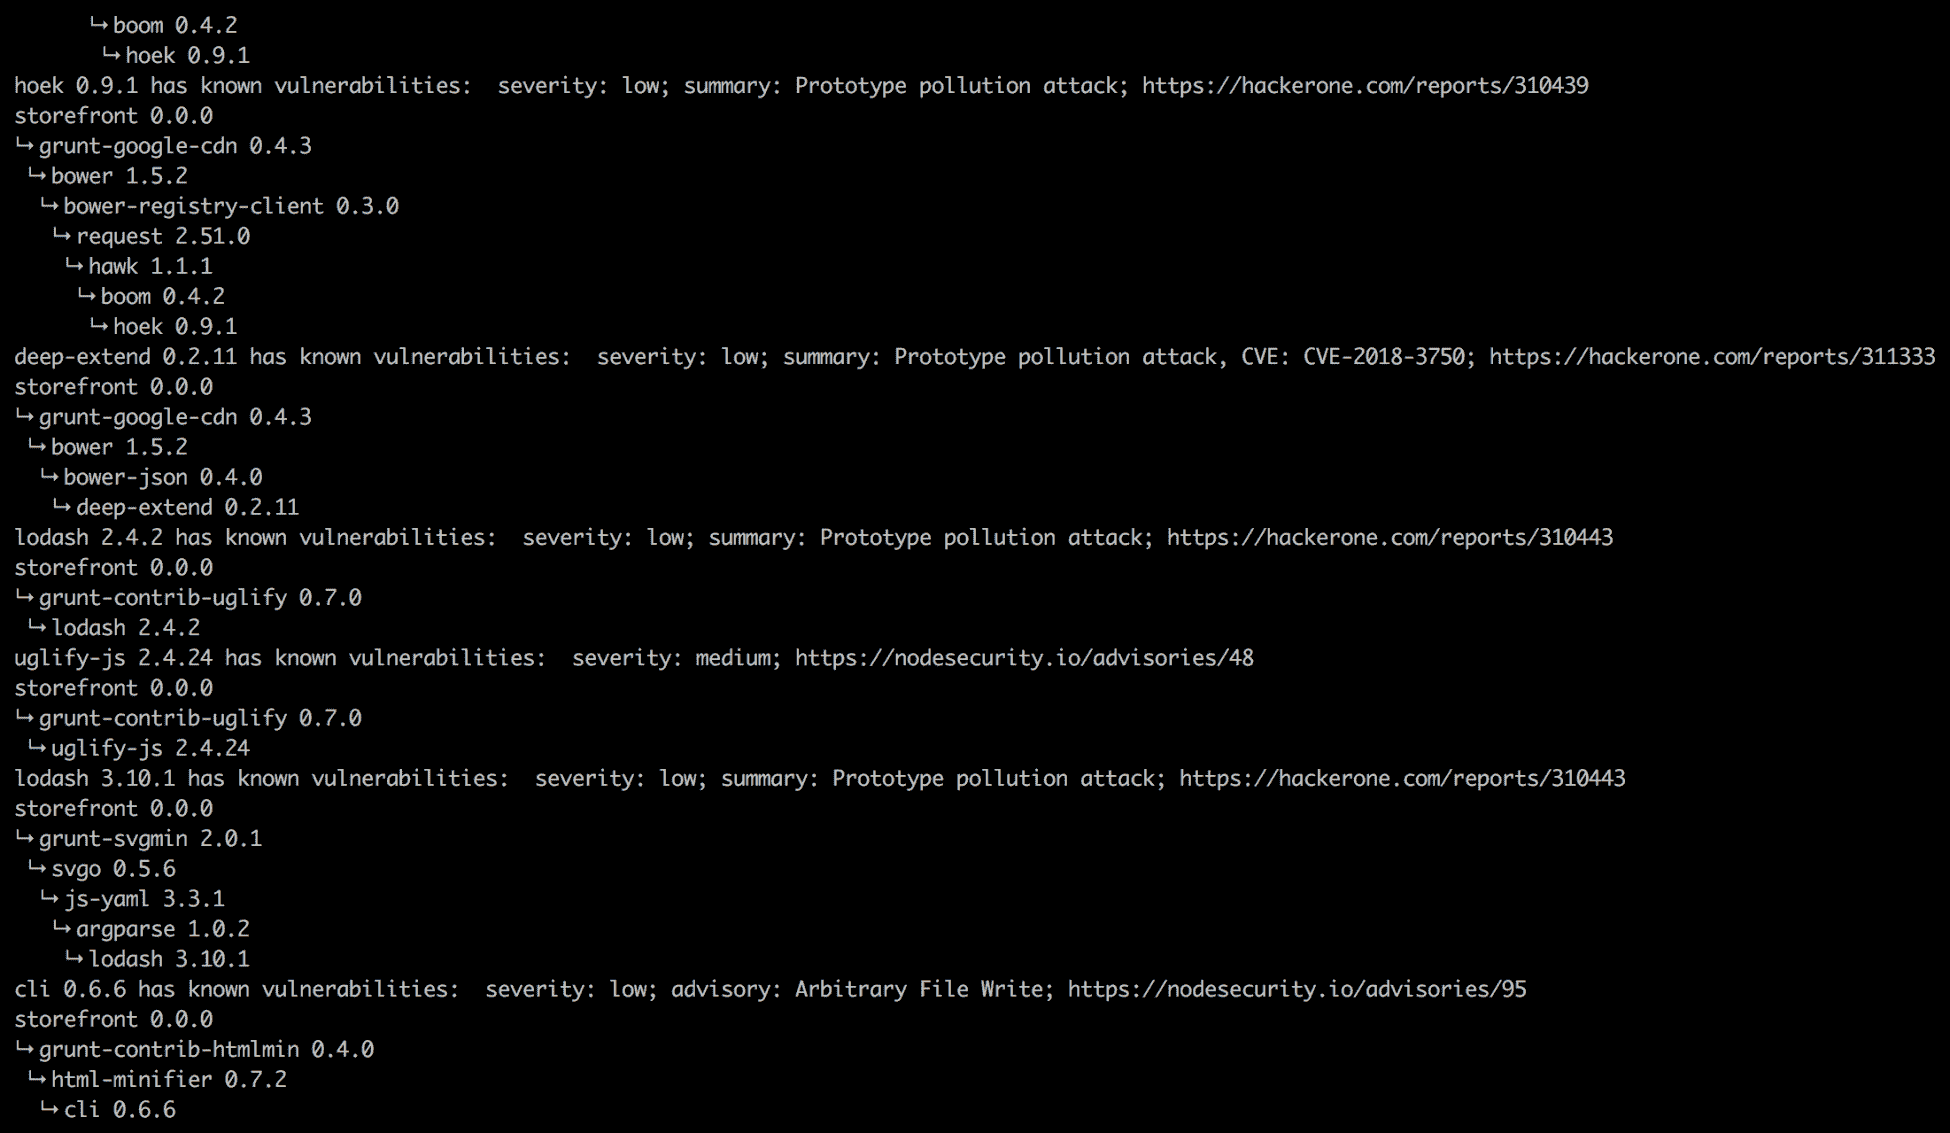 ↳boom 0.4.2
↳hoek 0.9.1
hoek 0.9.1 has known vulnerabilities:  severity: low; summary: Prototype pollution attack; https://hackerone.com/reports/310439
storefront 0.0.0
↳grunt-google-cdn 0.4.3
↳bower 1.5.2
↳bower-registry-client 0.3.0
↳request 2.51.0
↳hawk 1.1.1
↳boom 0.4.2
↳hoek 0.9.1
deep-extend 0.2.11 has known vulnerabilities:  severity: low; summary: Prototype pollution attack, CVE: CVE-2018-3750; https://hackerone.com/reports/311333
storefront 0.0.0
↳grunt-google-cdn 0.4.3
↳bower 1.5.2
↳bower-json 0.4.0
↳deep-extend 0.2.11
lodash 2.4.2 has known vulnerabilities:  severity: low; summary: Prototype pollution attack; https://hackerone.com/reports/310443
storefront 0.0.0
↳grunt-contrib-uglify 0.7.0
↳lodash 2.4.2
uglify-js 2.4.24 has known vulnerabilities:  severity: medium; https://nodesecurity.io/advisories/48
storefront 0.0.0
↳grunt-contrib-uglify 0.7.0
↳uglify-js 2.4.24
lodash 3.10.1 has known vulnerabilities:  severity: low; summary: Prototype pollution attack; https://hackerone.com/reports/310443
storefront 0.0.0
↳grunt-svgmin 2.0.1
↳svgo 0.5.6
↳js-yaml 3.3.1
↳argparse 1.0.2
↳lodash 3.10.1
cli 0.6.6 has known vulnerabilities:  severity: low; advisory: Arbitrary File Write; https://nodesecurity.io/advisories/95
storefront 0.0.0
↳grunt-contrib-htmlmin 0.4.0
↳html-minifier 0.7.2
↳cli 0.6.6